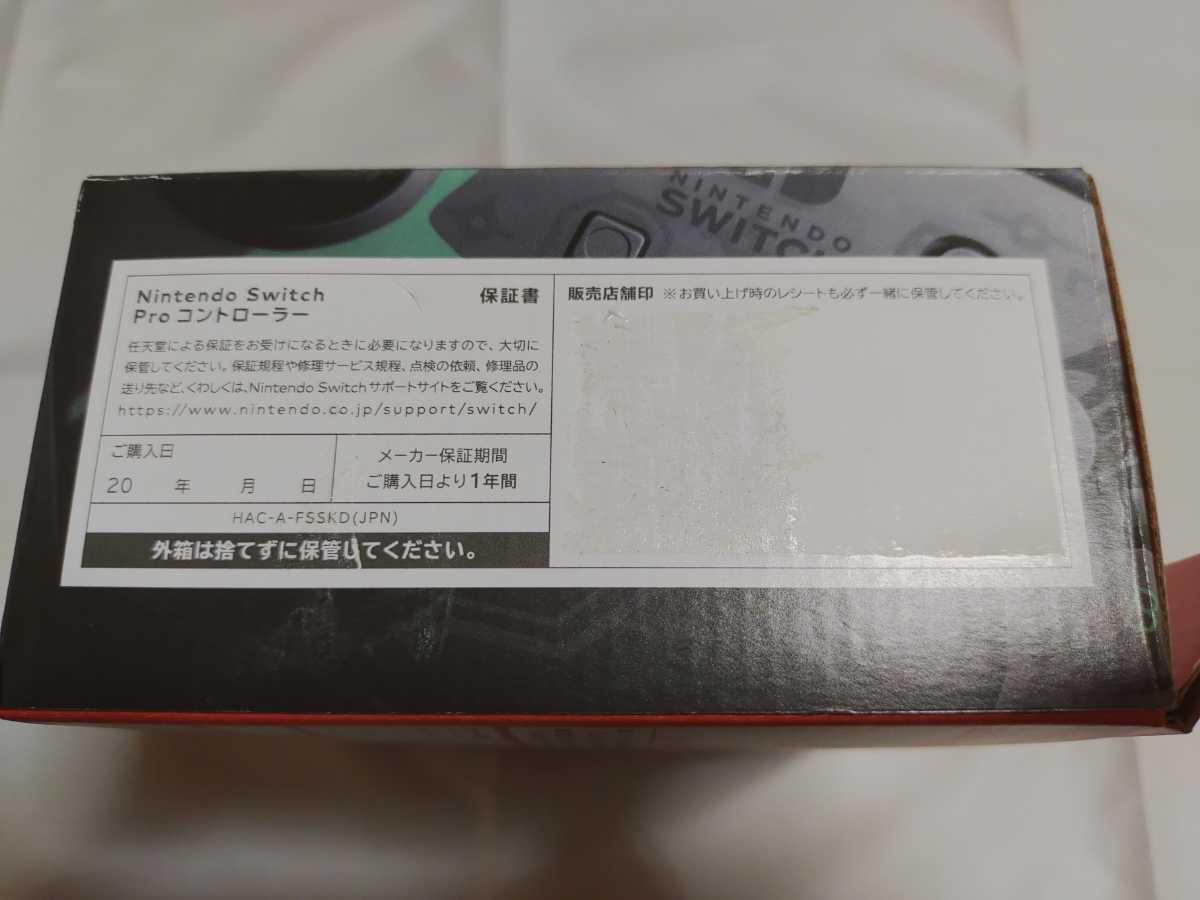 NINTENDO
SWITCH
Nintendo Switch
Pro コントローラー
保証書
任天堂による保証をお受けになるときに必要になりますので、大切に
保管してください。保証規程や修理サービス規程、点検の依頼、修理品の
送り先など、くわしくは、Nintendo Switch サポートサイトをご覧ください。
https://www.nintendo.co.jp/support/switch/
ご購入日
20 年 月 日
メーカー保証期間
ご購入日より1年間
HAC-A-FSSKD(JPN)
外箱は捨てずに保管してください。
販売店舗印 ※お買い上げ時のレシートも必ず一緒に保管してください。